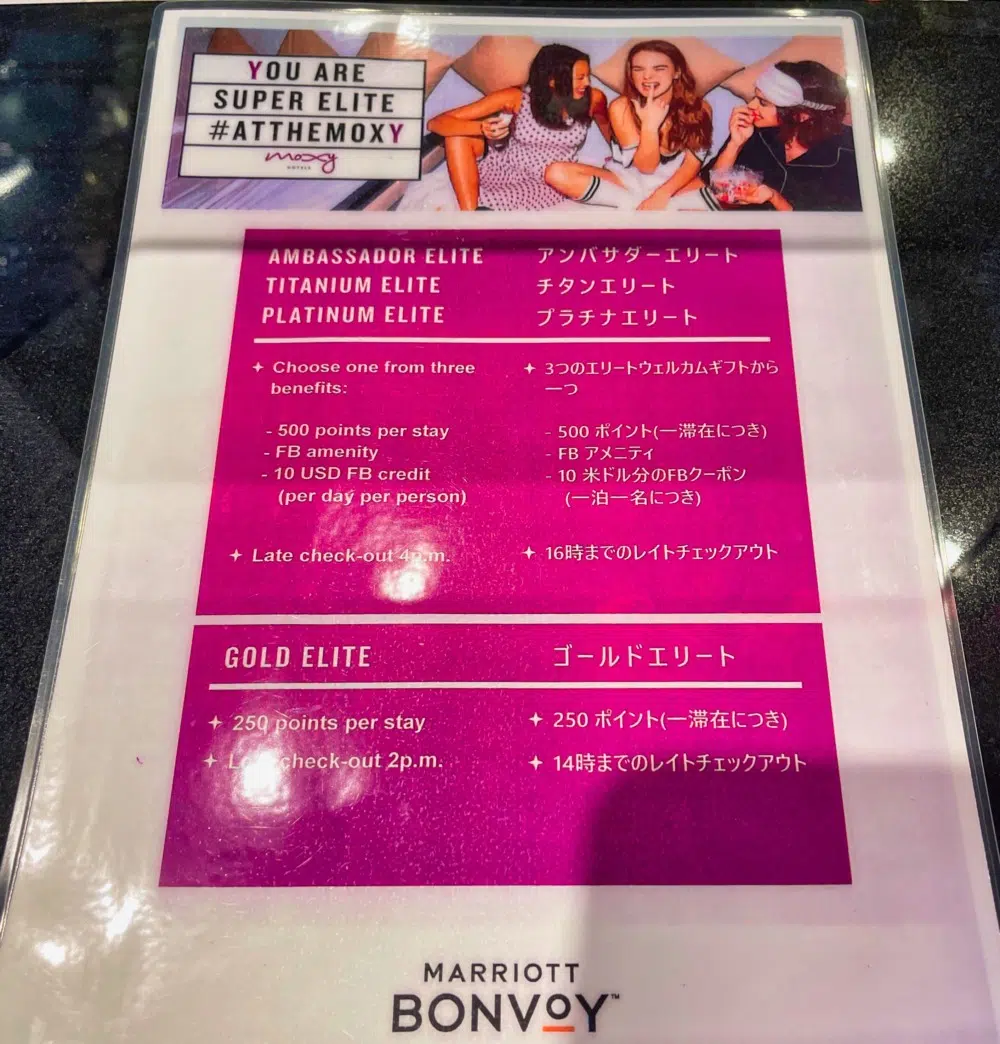 YOU ARE
SUPER ELITE
#ATTHEMOXY
moxy
HOTELS
AMBASSADOR ELITE
TITANIUM ELITE
PLATINUM ELITE
アンバサダーエリート
チタンエリート
プラチナエリート
✦ Choose one from three
benefits:
- 500 points per stay
- FB amenity
- 10 USD FB credit
(per day per person)
✦ Late check-out 4p.m.
✦ 3つのエリートウェルカムギフトから
一つ
- 500 ポイント(一滞在につき)
- FB アメニティ
- 10 米ドル分のFBクーポン
(一泊一名につき)
✦ 16時までのレイトチェックアウト
GOLD ELITE
ゴールドエリート
✦ 250 points per stay
✦ Late check-out 2p.m.
✦ 250 ポイント(一滞在につき)
✦ 14時までのレイトチェックアウト
MARRIOTT
BONVOY™